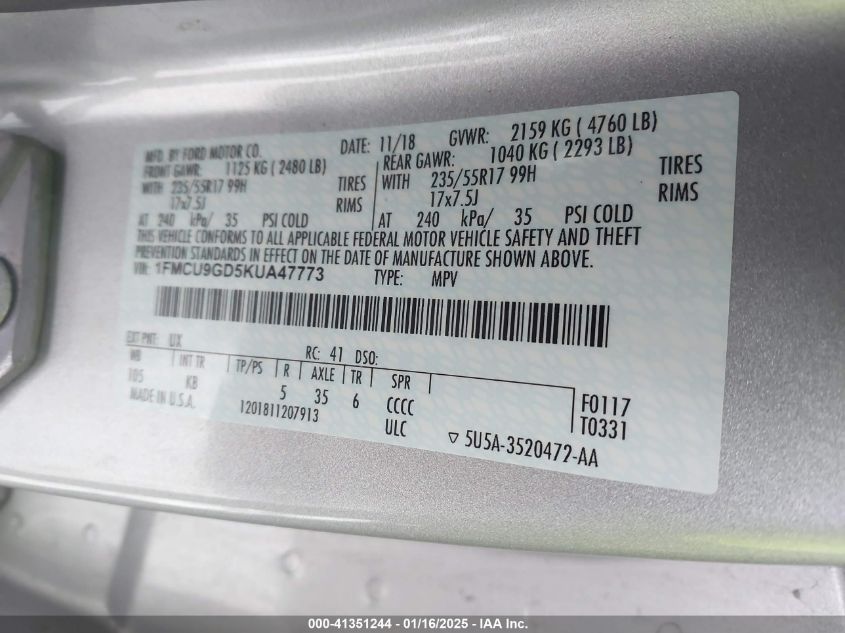 MFD. BY FORD MOTOR CO. DATE: 11/18 GVWR: 2159 KG ( 4760 LB)
FRONT GAWR: 1125 KG ( 2480 LB) REAR GAWR: 1040 KG ( 2293 LB)
WITH 235/55R17 99H TIRES WITH 235/55R17 99H TIRES
17x7.5J RIMS 17x7.5J RIMS
AT 240 kPa/ 35 PSI COLD AT 240 kPa/ 35 PSI COLD
THIS VEHICLE CONFORMS TO ALL APPLICABLE FEDERAL MOTOR VEHICLE SAFETY AND THEFT
PREVENTION STANDARDS IN EFFECT ON THE DATE OF MANUFACTURE SHOWN ABOVE.
VIN: 1FMCU9GD5KUA47773 TYPE: MPV
EXT PNT: UX RC: 41 DSO:
WB INT TR TP/PS R AXLE TR SPR
105 KB 5 35 6 CCCC F0117
MADE IN U.S.A. 1201811207913 ULC T0331
▽ 5U5A-3520472-AA
000-41351244 — 01/16/2025 — IAA Inc.